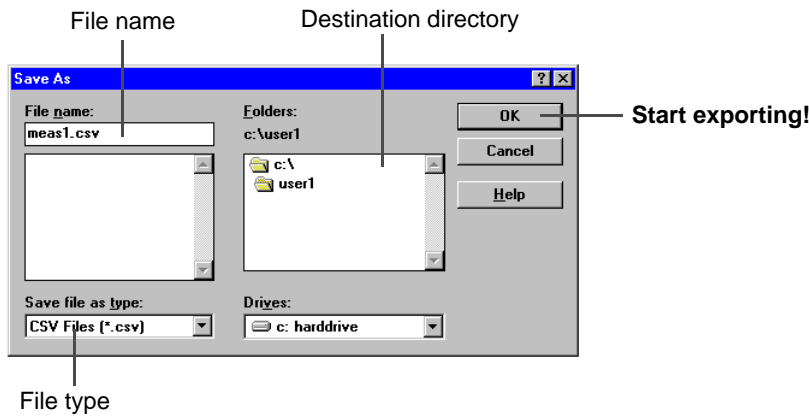 File name
Destination directory
Save As
File name:
Folders:
OK
Start exporting!
meas1.csv
c:\user1
Cancel
c:\
user1
Help
Save file as type:
Drives:
CSV Files (*.csv)
c: harddrive
File type